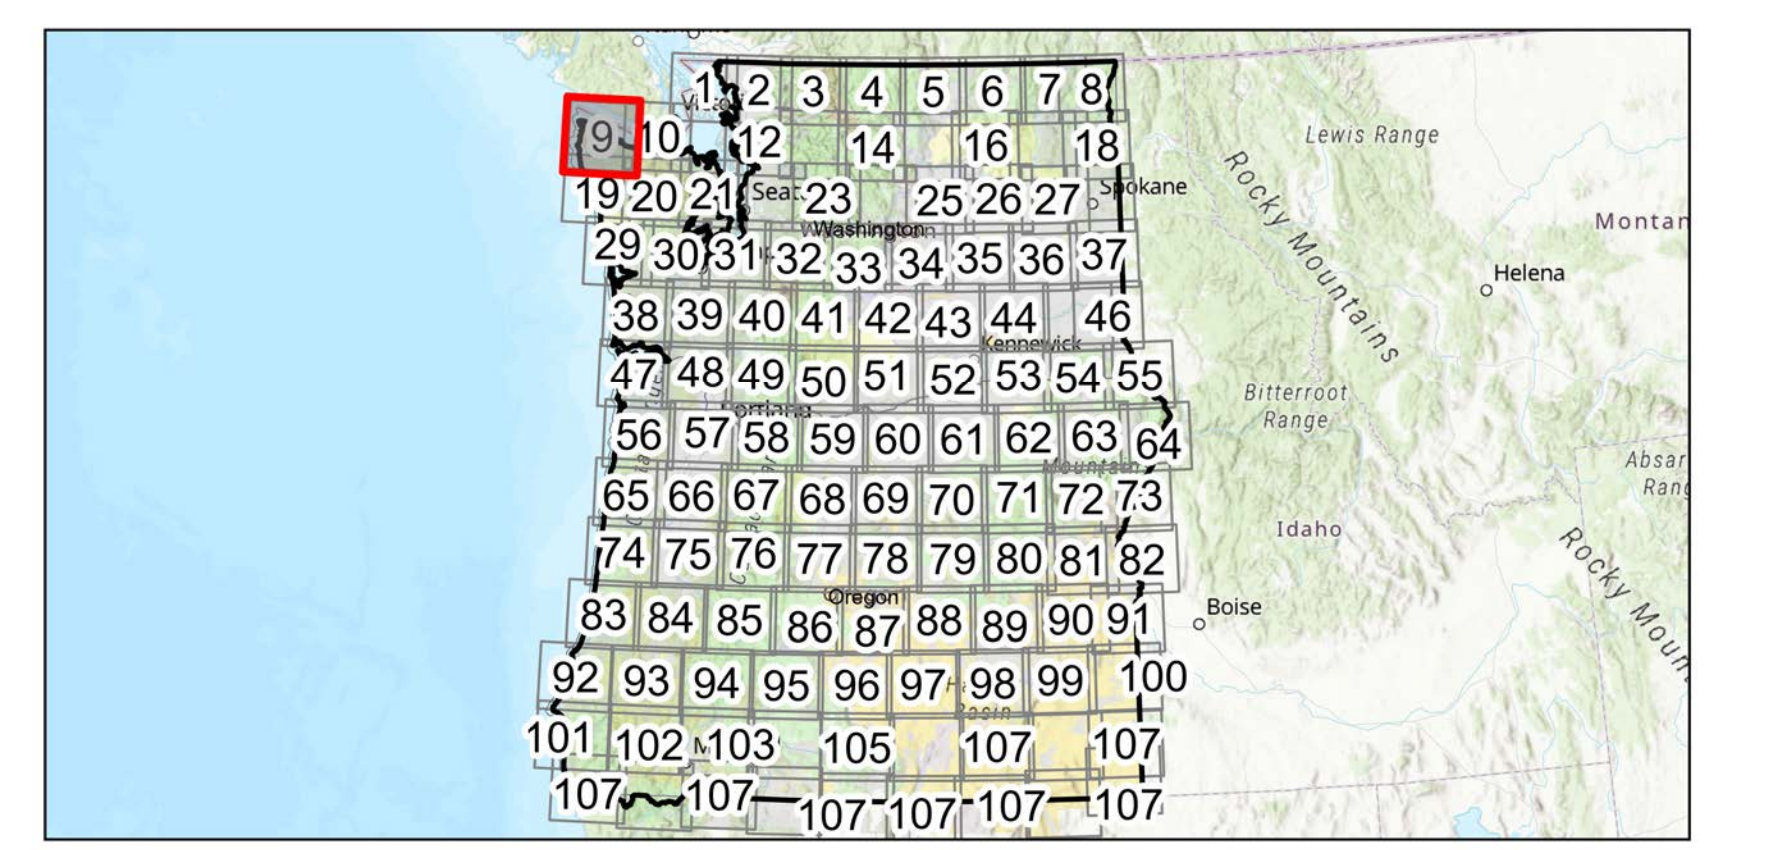 1 2 3 4 5 6 7 8
9 10 12 14 16 18
Lewis Range
19 20 21 Seat 23 25 26 27 Spokane
Rocky Mountains
Montan
Washington
29 30 31 32 33 34 35 36 37
Helena
38 39 40 41 42 43 44 46
Kennewick
47 48 49 50 51 52 53 54 55
Bitterroot
Range
Portland
56 57 58 59 60 61 62 63 64
Mountain
Absar
Rang
65 66 67 68 69 70 71 72 73
Idaho
Rocky Moun
74 75 76 77 78 79 80 81 82
Oregon
83 84 85 86 87 88 89 90 91
Boise
92 93 94 95 96 97 98 99 100
Basin
101 102 M 103 105 107 107
107 107 107 107 107 107